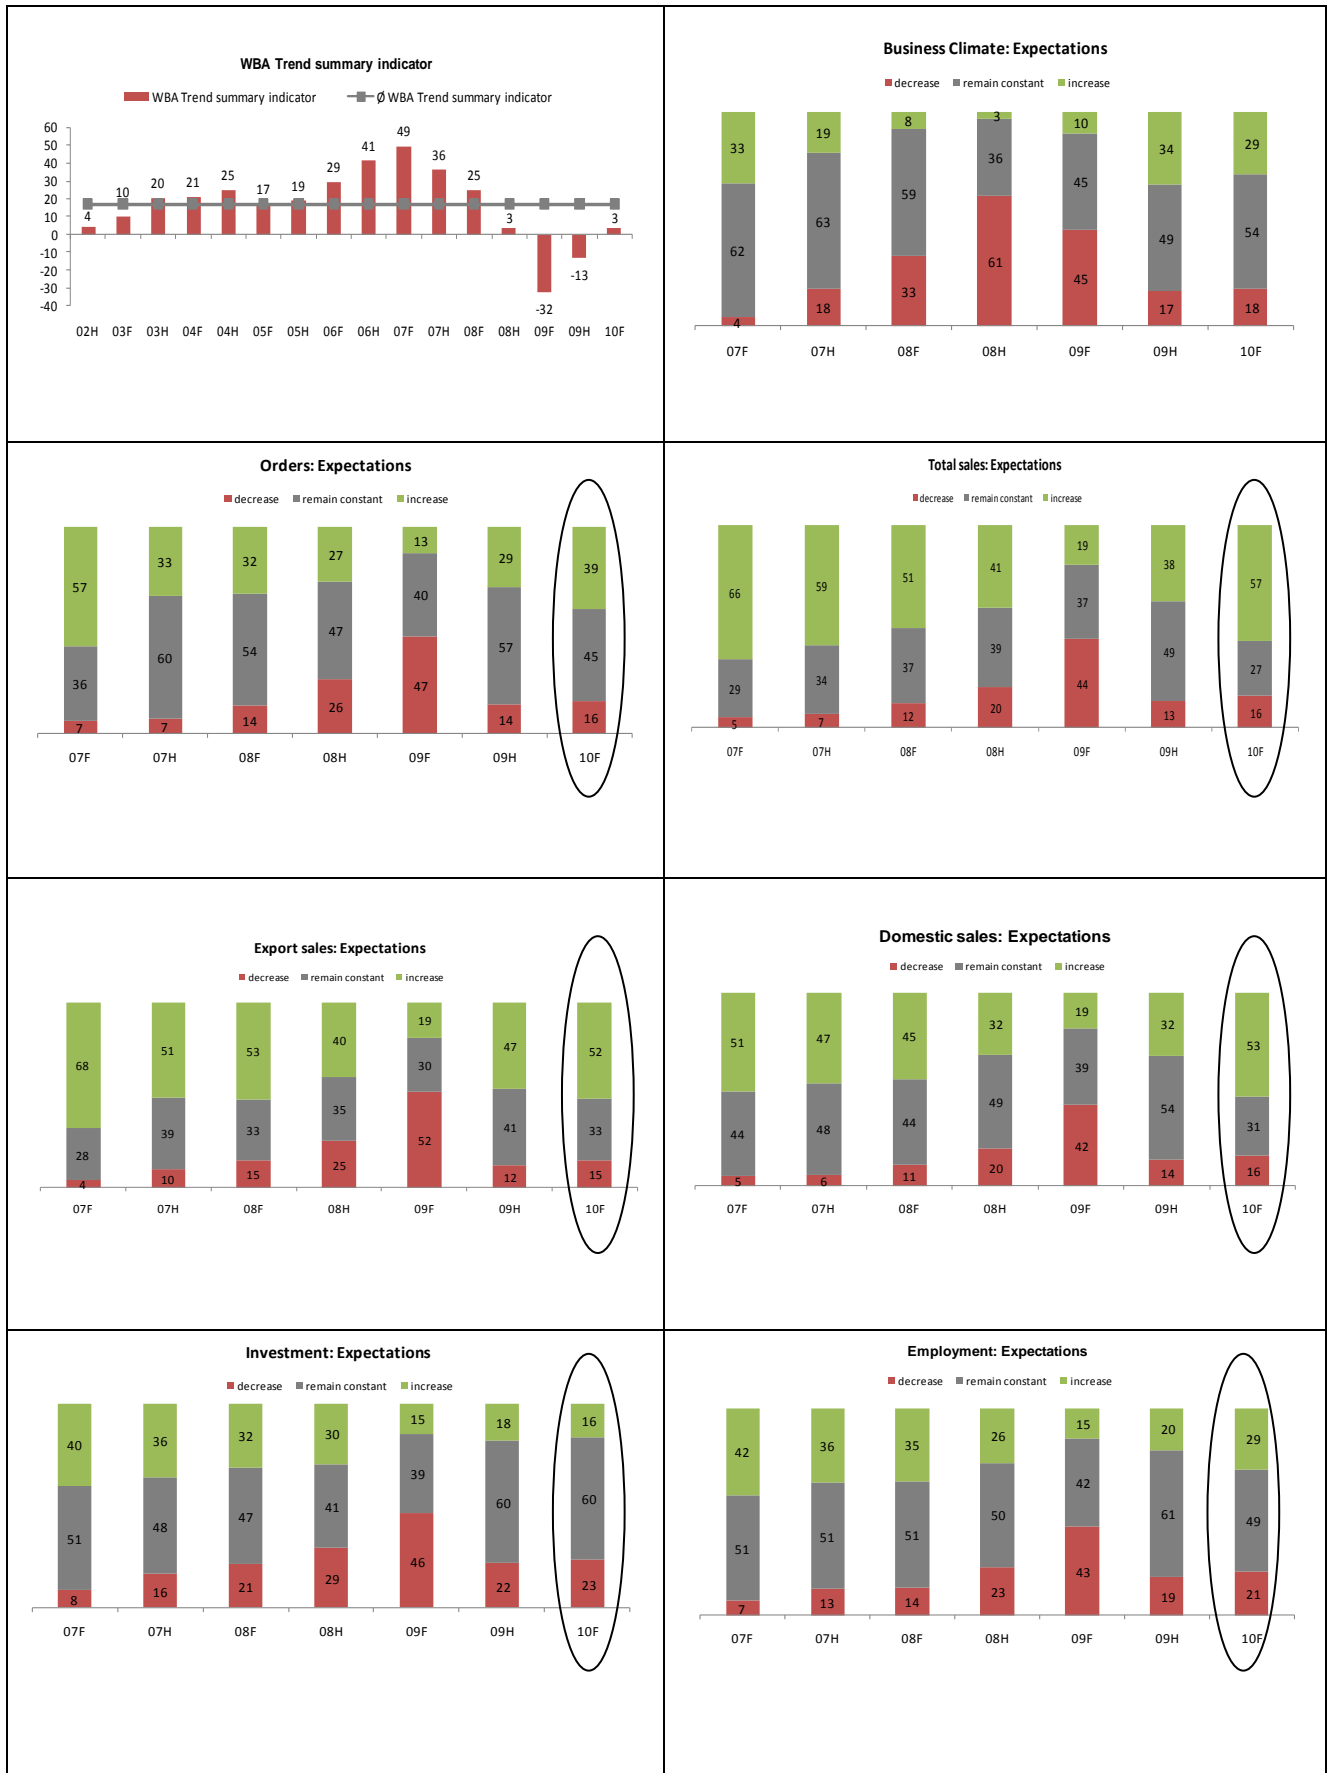 WBA Trend summary indicator
WBA Trend summary indicator Ø WBA Trend summary indicator
60
50
40
30
20
10
0
-10
-20
-30
-40
4 10 20 21 25 17 19 29 41 49 36 25 3 -32 -13 3
02H 03F 03H 04F 04H 05F 05H 06F 06H 07F 07H 08F 08H 09F 09H 10F
Business Climate: Expectations
decrease remain constant increase
33 19 8 3 10 34 29
62 63 59 36 45 49 54
4 18 33 61 45 17 18
07F 07H 08F 08H 09F 09H 10F
Orders: Expectations
decrease remain constant increase
57 33 32 27 13 29 39
36 60 54 47 40 57 45
7 7 14 26 47 14 16
07F 07H 08F 08H 09F 09H 10F
Total sales: Expectations
decrease remain constant increase
66 59 51 41 19 38 57
29 34 37 39 37 49 27
5 7 12 20 44 13 16
07F 07H 08F 08H 09F 09H 10F
Export sales: Expectations
decrease remain constant increase
68 51 53 40 19 47 52
28 39 33 35 30 41 33
4 10 15 25 52 12 15
07F 07H 08F 08H 09F 09H 10F
Domestic sales: Expectations
decrease remain constant increase
51 47 45 32 19 32 53
44 48 44 49 39 54 31
5 6 11 20 42 14 16
07F 07H 08F 08H 09F 09H 10F
Investment: Expectations
decrease remain constant increase
40 36 32 30 15 18 16
51 48 47 41 39 60 60
8 16 21 29 46 22 23
07F 07H 08F 08H 09F 09H 10F
Employment: Expectations
decrease remain constant increase
42 36 35 26 15 20 29
51 51 51 50 42 61 49
7 13 14 23 43 19 21
07F 07H 08F 08H 09F 09H 10F